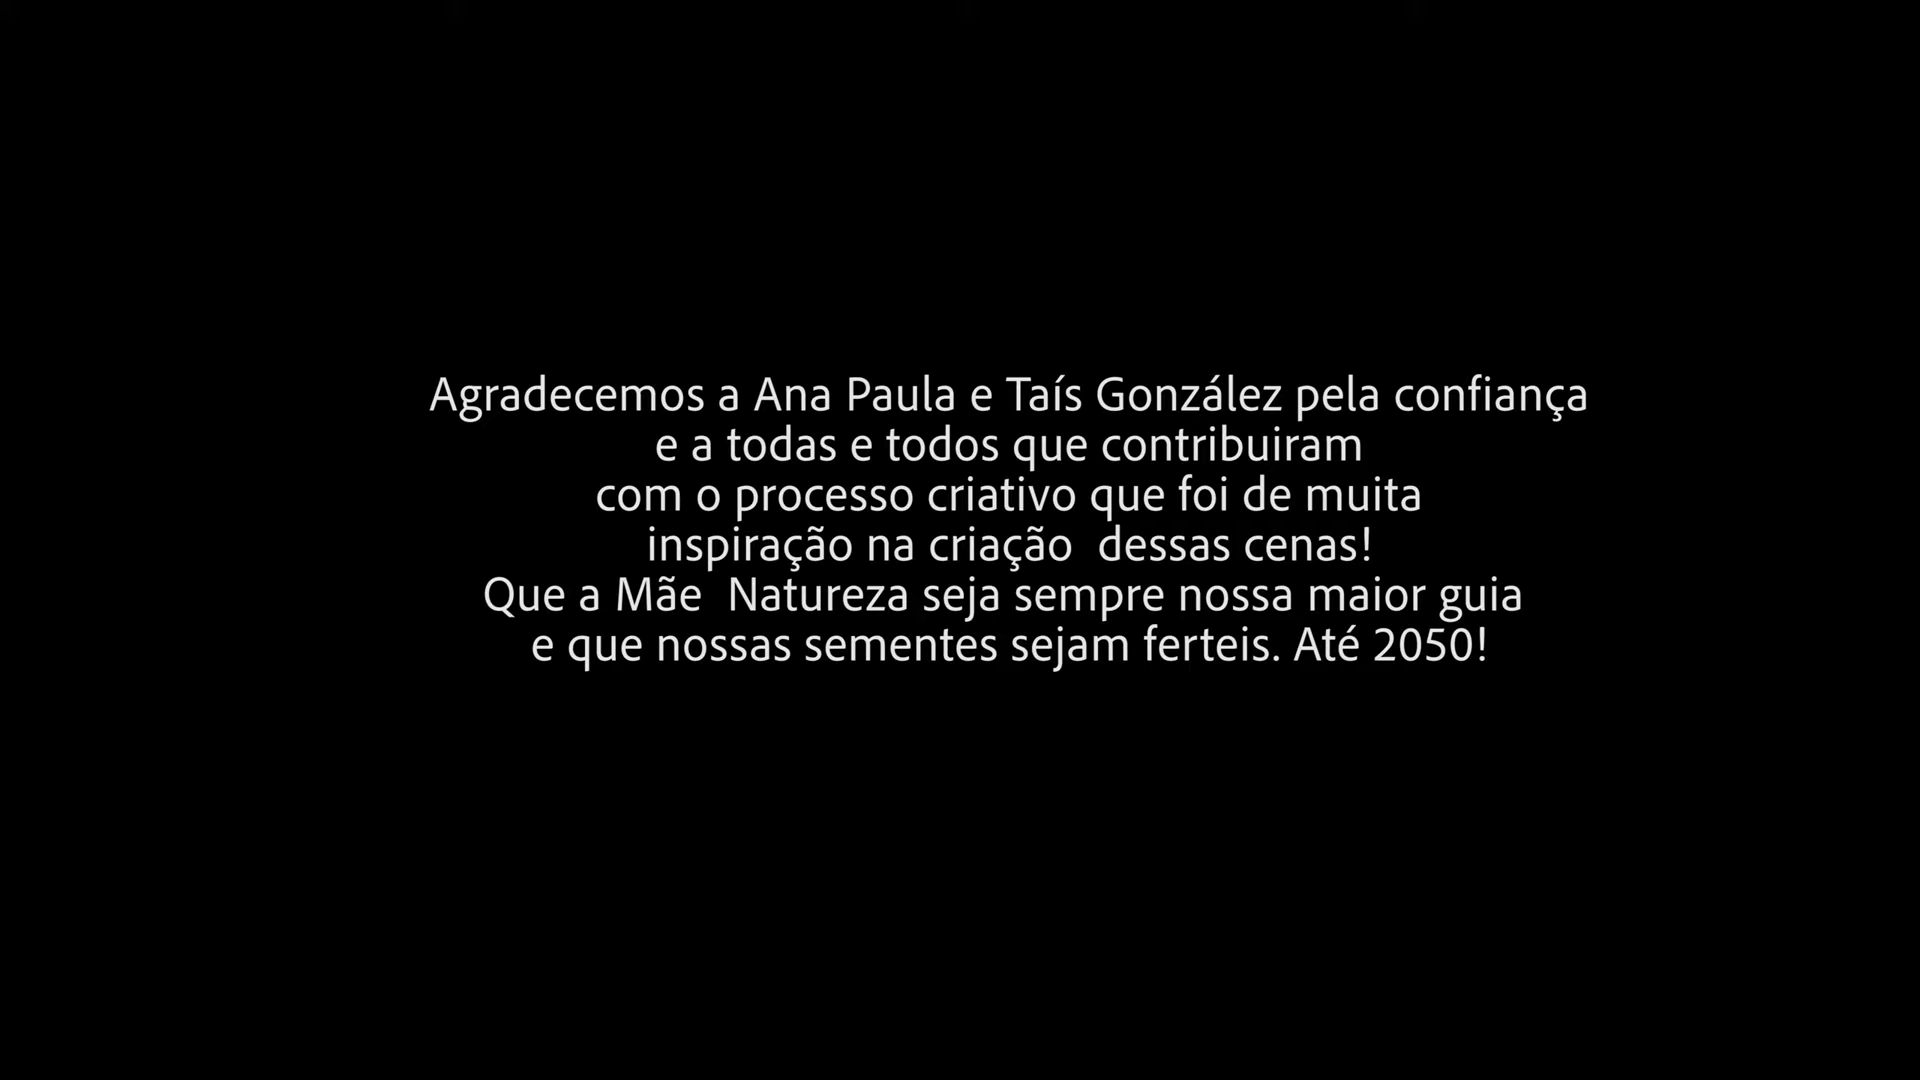 Agradecemos a Ana Paula e Taís González pela confiança
e a todas e todos que contribuiram
com o processo criativo que foi de muita
inspiração na criação  dessas cenas!
Que a Mãe  Natureza seja sempre nossa maior guia
e que nossas sementes sejam ferteis. Até 2050!